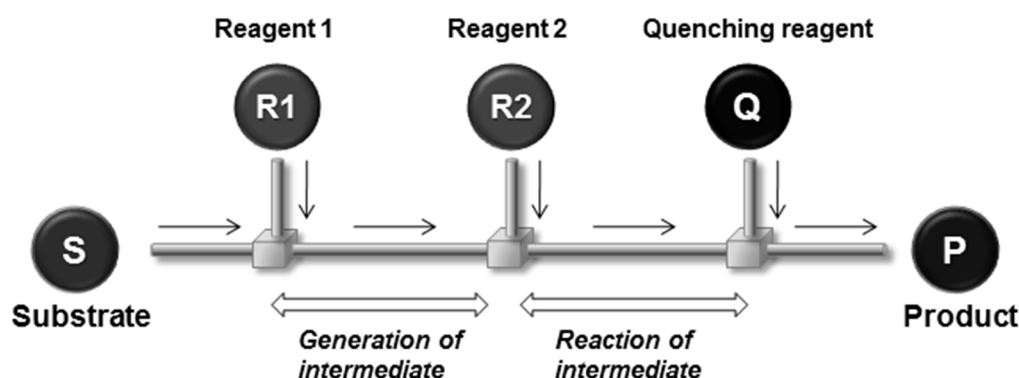 Reagent 1
Reagent 2
Quenching reagent
R1
R2
Q
S
P
Substrate
Product
Generation of
intermediate
Reaction of
intermediate